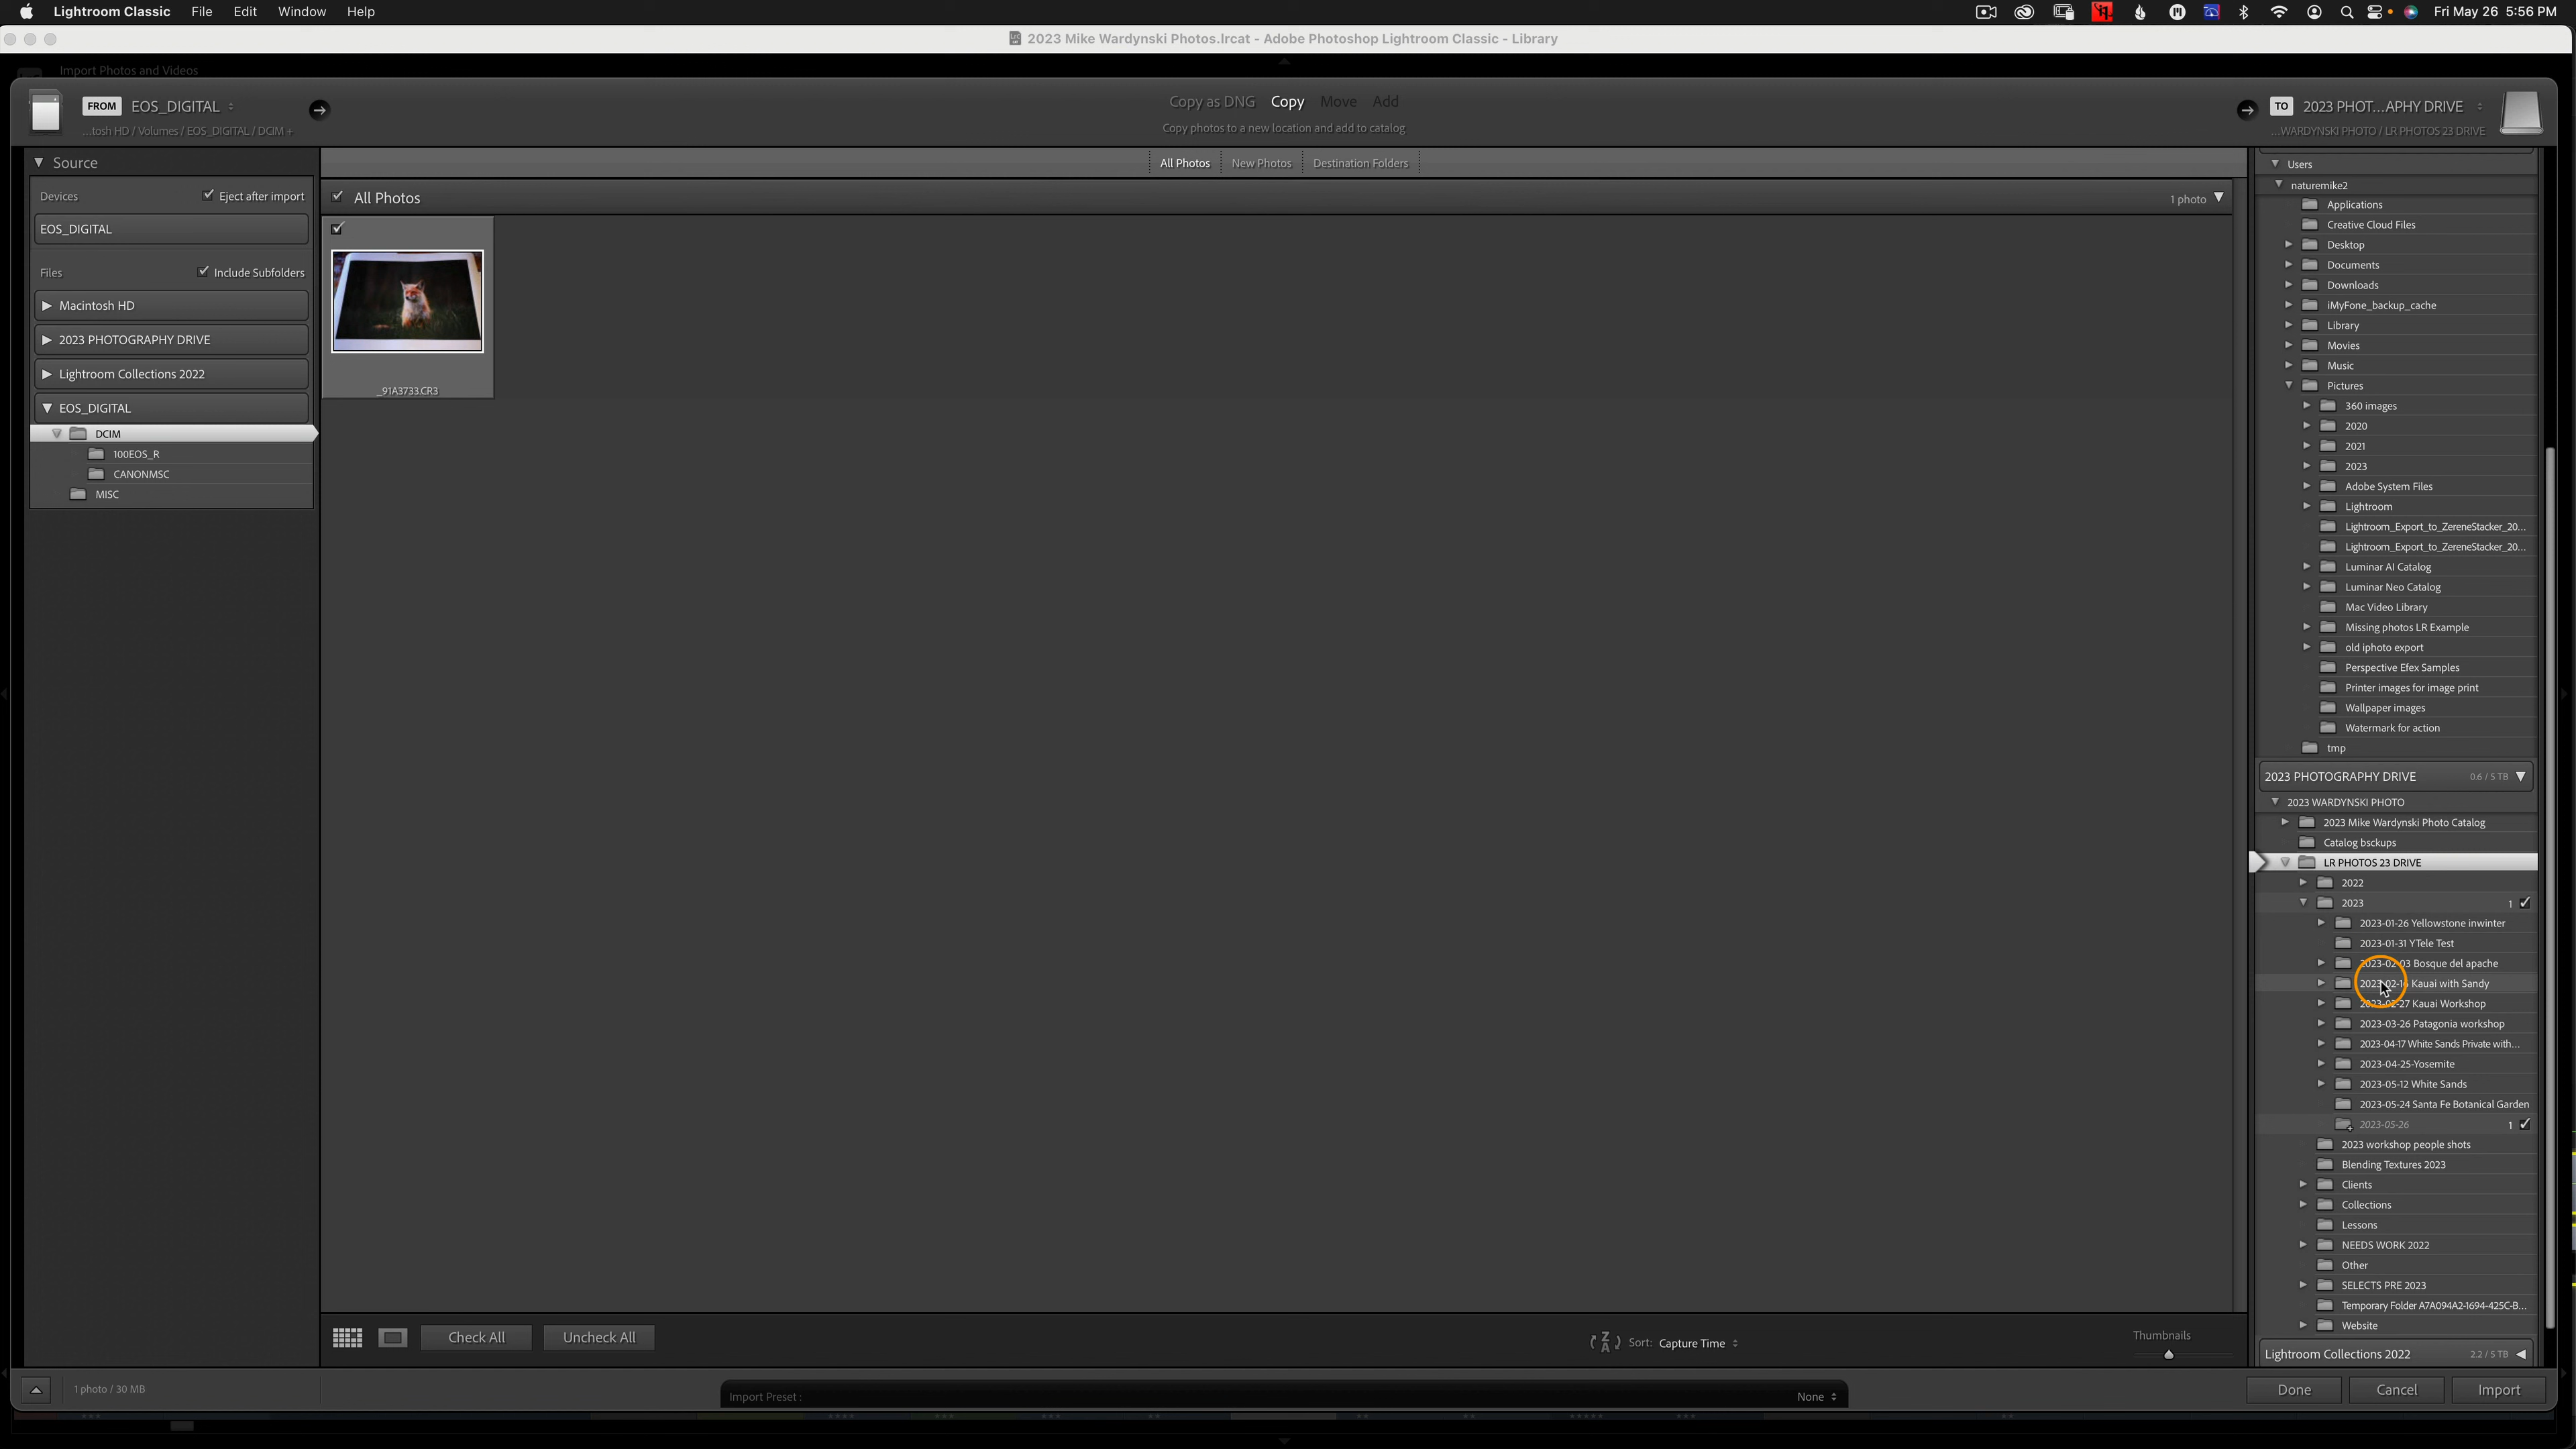 Lightroom Classic File Edit Window Help Fri May 26 5:56 PM
2023 Mike Wardynski Photos.lrcat - Adobe Photoshop Lightroom Classic - Library
Import Photos and Videos
FROM EOS_DIGITAL
...tosh HD / Volumes / EOS_DIGITAL / DCIM +
Copy as DNG Copy Move Add
Copy photos to a new location and add to catalog
TO 2023 PHOT...APHY DRIVE
...WARDYNSKI PHOTO / LR PHOTOS 23 DRIVE
Source
Devices Eject after import
EOS_DIGITAL
Files Include Subfolders
Macintosh HD
2023 PHOTOGRAPHY DRIVE
Lightroom Collections 2022
EOS_DIGITAL
DCIM
100EOS_R
CANONMSC
MISC
All Photos New Photos Destination Folders
All Photos 1 photo
_91A3733.CR3
Users
naturemike2
Applications
Creative Cloud Files
Desktop
Documents
Downloads
iMyFone_backup_cache
Library
Movies
Music
Pictures
360 images
2020
2021
2023
Adobe System Files
Lightroom
Lightroom_Export_to_ZereneStacker_20...
Lightroom_Export_to_ZereneStacker_20...
Luminar AI Catalog
Luminar Neo Catalog
Mac Video Library
Missing photos LR Example
old iphoto export
Perspective Efex Samples
Printer images for image print
Wallpaper images
Watermark for action
tmp
2023 PHOTOGRAPHY DRIVE 0.6 / 5 TB
2023 WARDYNSKI PHOTO
2023 Mike Wardynski Photo Catalog
Catalog bsckups
LR PHOTOS 23 DRIVE
2022
2023 1
2023-01-26 Yellowstone inwinter
2023-01-31 YTele Test
2023-02-03 Bosque del apache
2023-02-16 Kauai with Sandy
2023-02-27 Kauai Workshop
2023-03-26 Patagonia workshop
2023-04-17 White Sands Private with...
2023-04-25-Yosemite
2023-05-12 White Sands
2023-05-24 Santa Fe Botanical Garden
2023-05-26 1
2023 workshop people shots
Blending Textures 2023
Clients
Collections
Lessons
NEEDS WORK 2022
Other
SELECTS PRE 2023
Temporary Folder A7A094A2-1694-425C-B...
Website
Lightroom Collections 2022 2.2 / 5 TB
Check All Uncheck All Sort: Capture Time Thumbnails
1 photo / 30 MB
Import Preset : None
Done Cancel Import